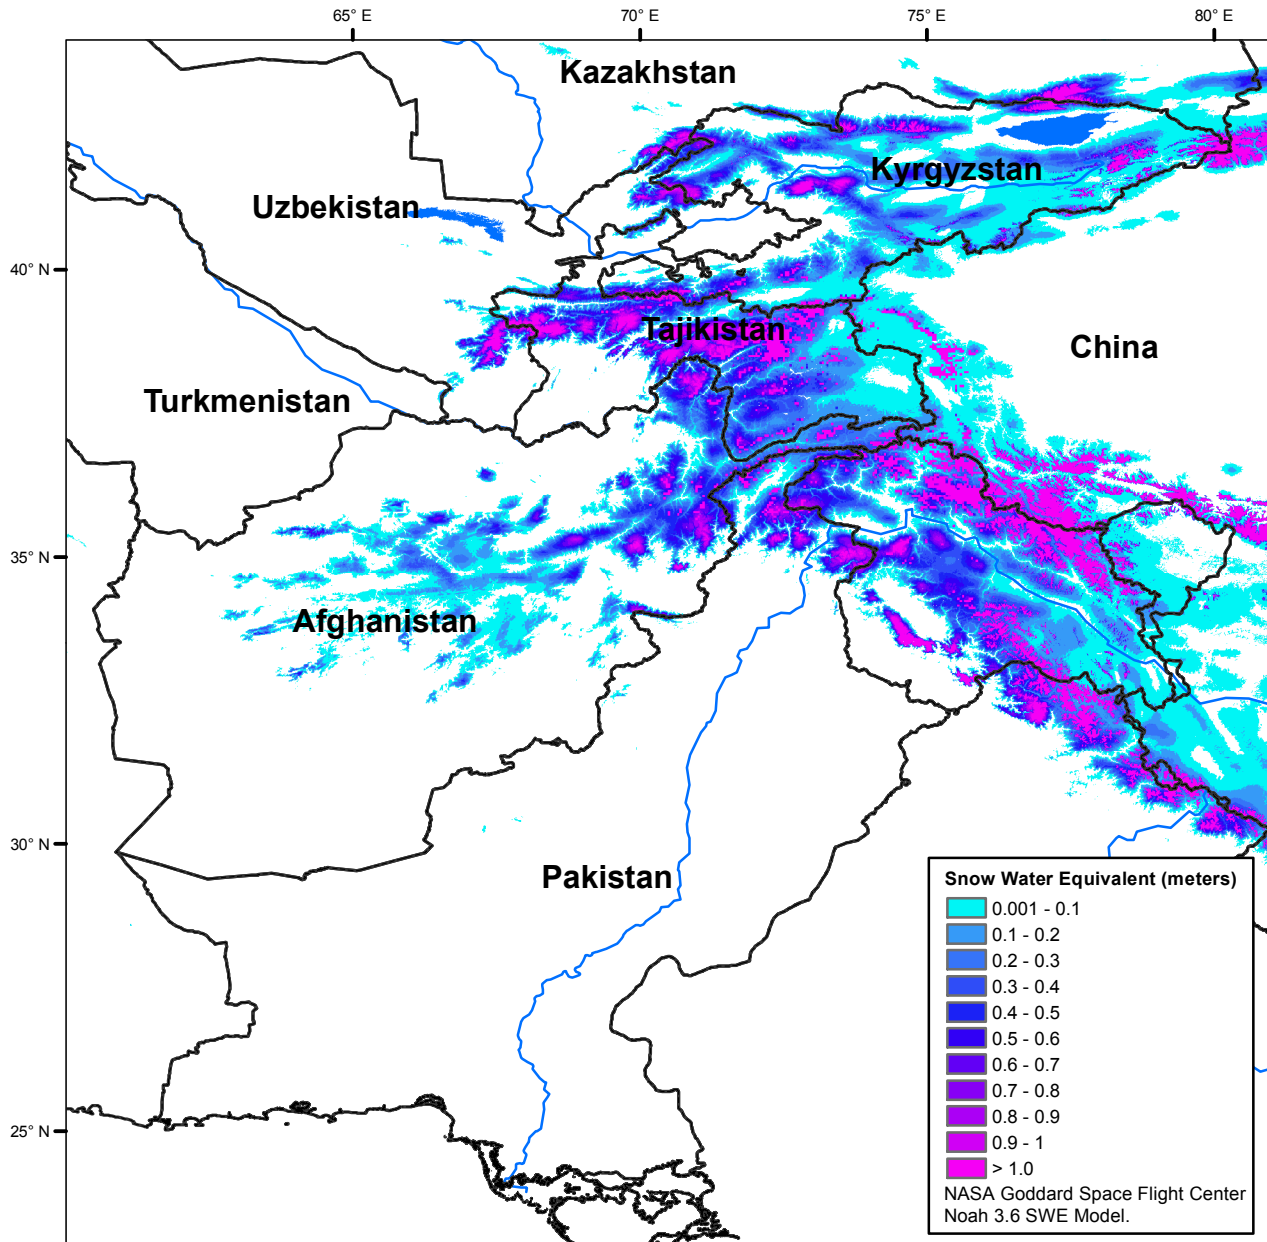 65° E
70° E
75° E
80° E
Kazakhstan
Kyrgyzstan
Uzbekistan
40° N
Tajikistan
China
Turkmenistan
35° N
Afghanistan
30° N
Pakistan
25° N
Snow Water Equivalent (meters)
0.001 - 0.1
0.1 - 0.2
0.2 - 0.3
0.3 - 0.4
0.4 - 0.5
0.5 - 0.6
0.6 - 0.7
0.7 - 0.8
0.8 - 0.9
0.9 - 1
> 1.0
NASA Goddard Space Flight Center
Noah 3.6 SWE Model.